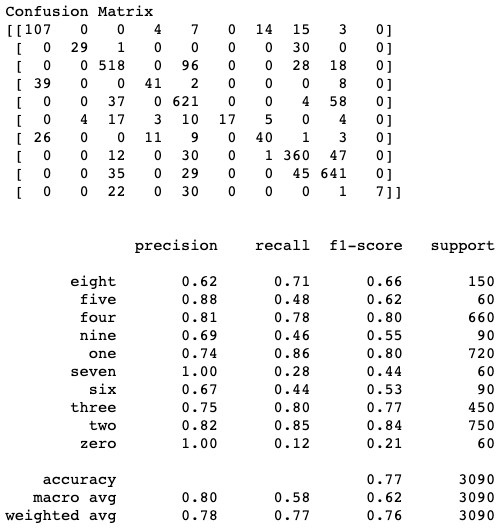 Confusion Matrix
[[107 0 0 4 7 0 14 15 3 0]
[ 0 29 1 0 0 0 0 30 0 0]
[ 0 0 518 0 96 0 0 28 18 0]
[ 39 0 0 41 2 0 0 0 8 0]
[ 0 0 37 0 621 0 0 4 58 0]
[ 0 4 17 3 10 17 5 0 4 0]
[ 26 0 0 11 9 0 40 1 3 0]
[ 0 0 12 0 30 0 1 360 47 0]
[ 0 0 35 0 29 0 0 45 641 0]
[ 0 0 22 0 30 0 0 0 1 7]]
precision recall f1-score support
eight 0.62 0.71 0.66 150
five 0.88 0.48 0.62 60
four 0.81 0.78 0.80 660
nine 0.69 0.46 0.55 90
one 0.74 0.86 0.80 720
seven 1.00 0.28 0.44 60
six 0.67 0.44 0.53 90
three 0.75 0.80 0.77 450
two 0.82 0.85 0.84 750
zero 1.00 0.12 0.21 60
accuracy 0.77 3090
macro avg 0.80 0.58 0.62 3090
weighted avg 0.78 0.77 0.76 3090